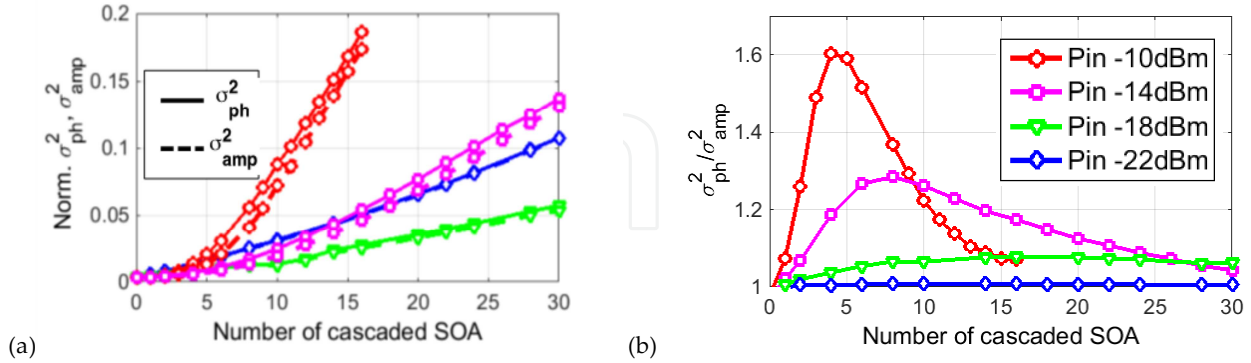 (a)
0.2
0.15
0.1
0.05
0
Norm. σ²ph, σ²amp
σ²ph
σ²amp
0 5 10 15 20 25 30
Number of cascaded SOA
(b)
1.6
1.4
1.2
1
σ²ph/σ²amp
Pin -10dBm
Pin -14dBm
Pin -18dBm
Pin -22dBm
0 5 10 15 20 25 30
Number of cascaded SOA